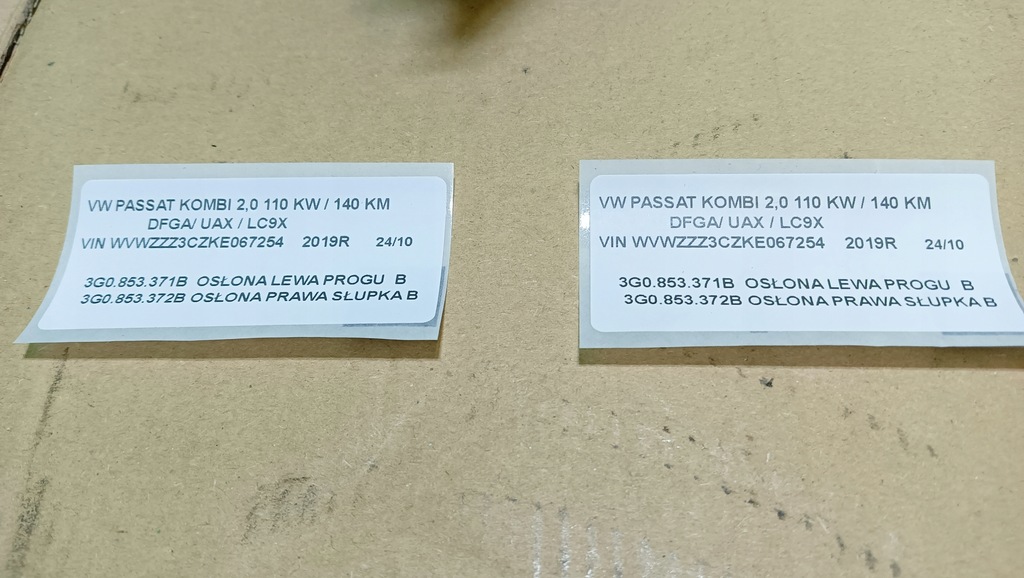 VW PASSAT KOMBI 2,0 110 KW / 140 KM
DFGA/ UAX / LC9X
VIN WVWZZZ3CZKE067254 2019R 24/10
3G0.853.371B OSŁONA LEWA PROGU B
3G0.853.372B OSŁONA PRAWA SŁUPKA B
VW PASSAT KOMBI 2,0 110 KW / 140 KM
DFGA/ UAX / LC9X
VIN WVWZZZ3CZKE067254 2019R 24/10
3G0.853.371B OSŁONA LEWA PROGU B
3G0.853.372B OSŁONA PRAWA SŁUPKA B